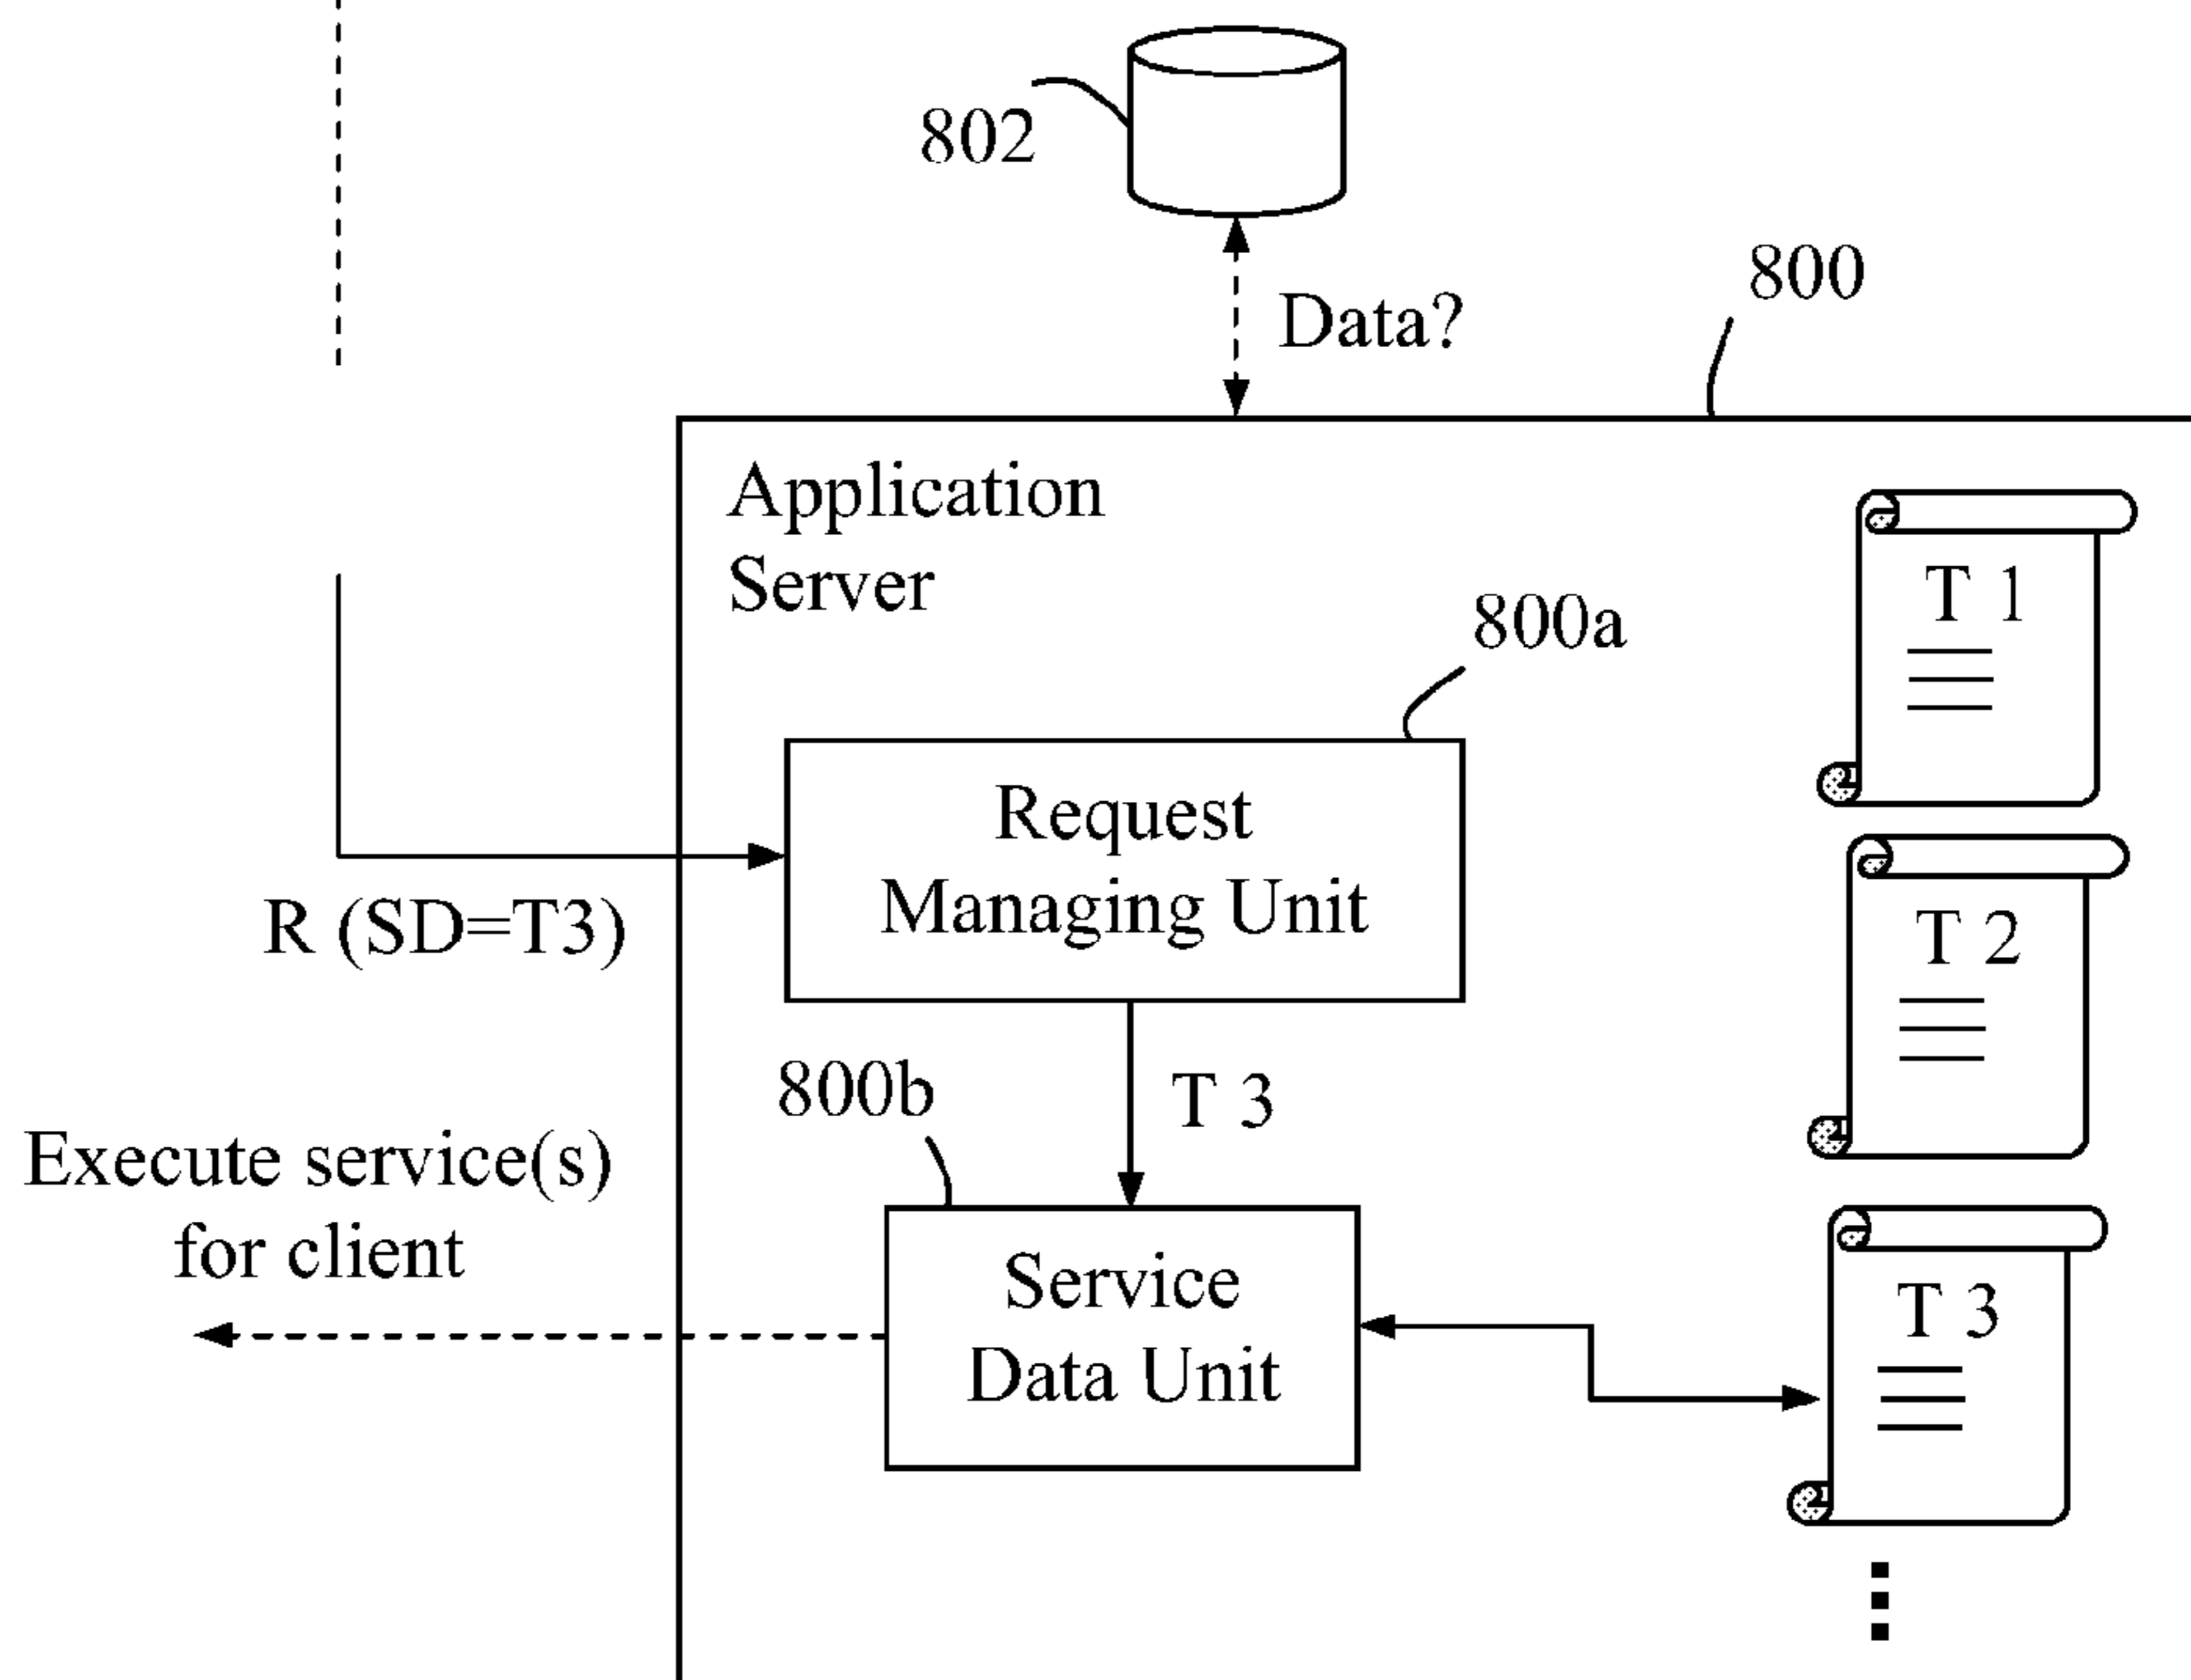 802
Data?
800
Application
Server
800a
T 1
Request
Managing Unit
R (SD=T3)
T 2
800b
T 3
Execute service(s)
for client
Service
Data Unit
T 3